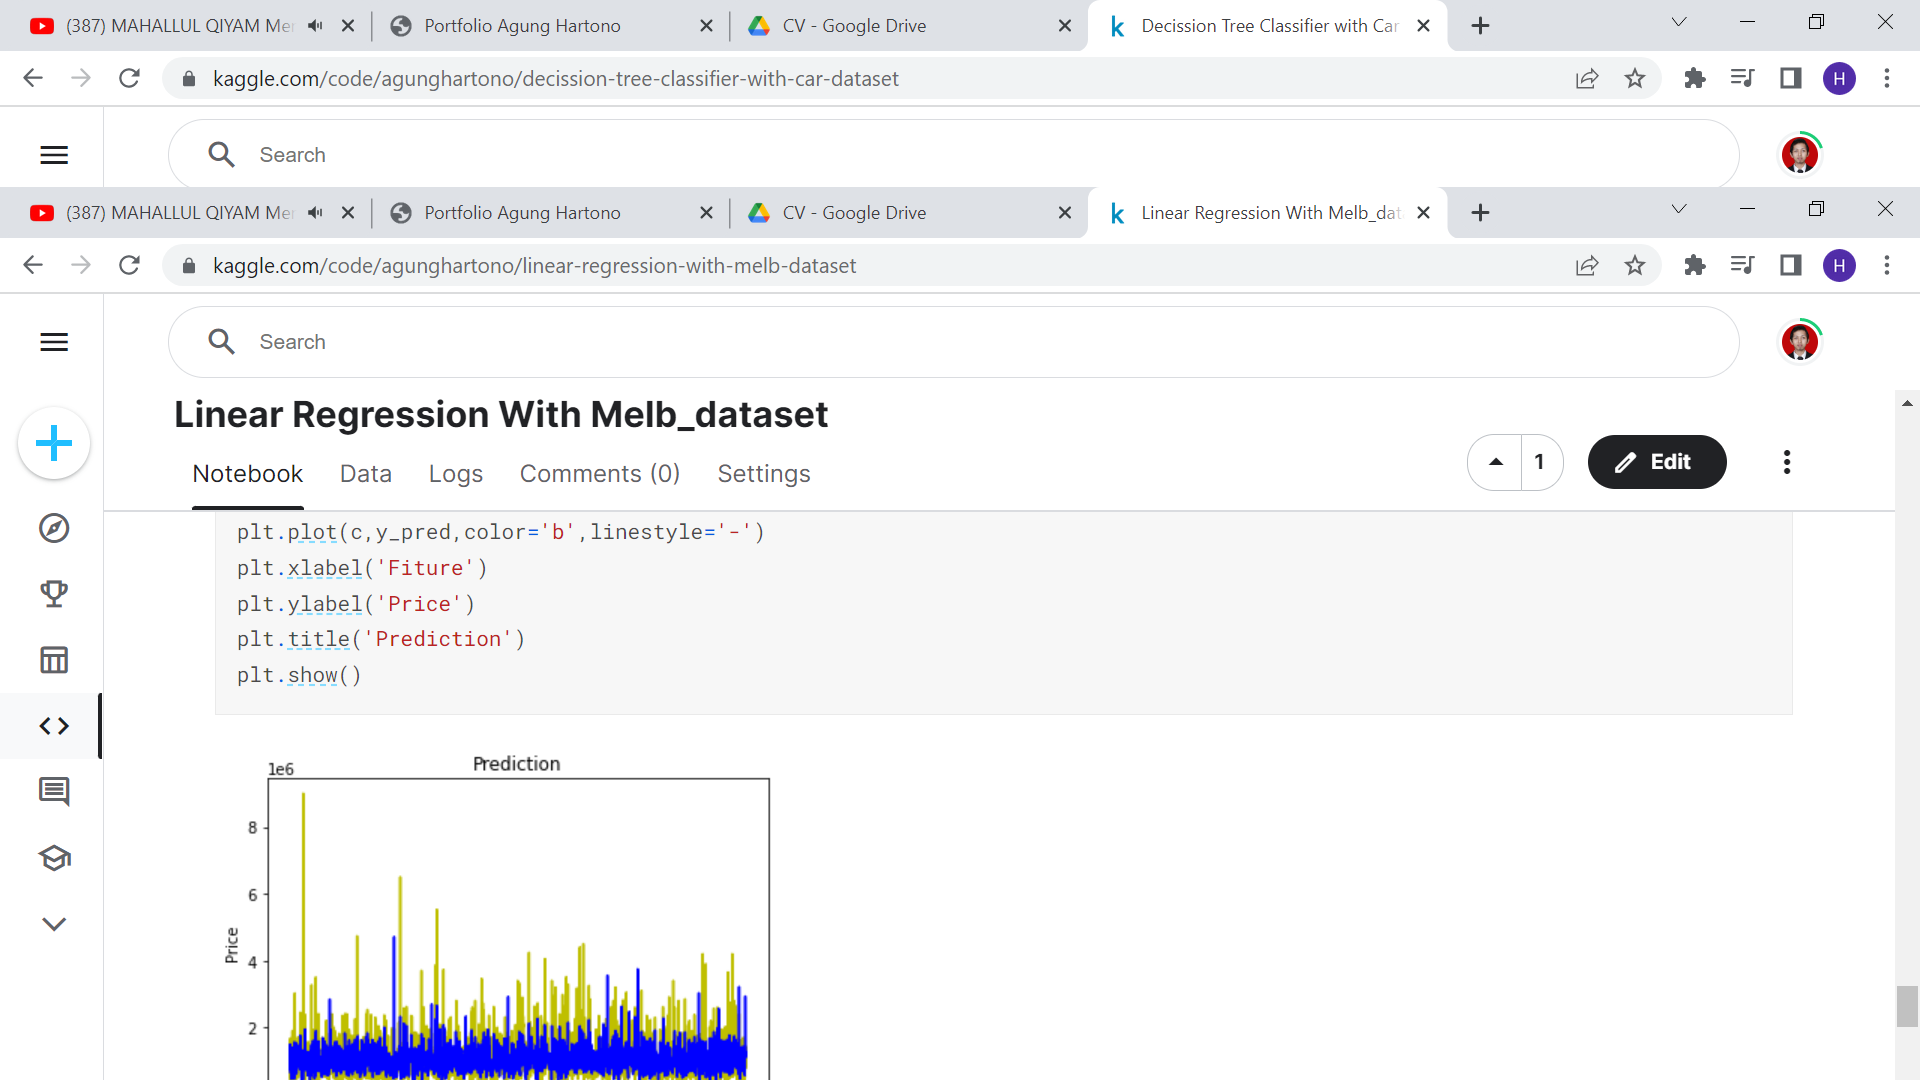 (387) MAHALLUL QIYAM Mer
Portfolio Agung Hartono
CV - Google Drive
k Decission Tree Classifier with Car
kaggle.com/code/agunghartono/decission-tree-classifier-with-car-dataset
H
Search
(387) MAHALLUL QIYAM Mer
Portfolio Agung Hartono
CV - Google Drive
k Linear Regression With Melb_dat
kaggle.com/code/agunghartono/linear-regression-with-melb-dataset
H
Search
Linear Regression With Melb_dataset
Notebook Data Logs Comments (0) Settings
1
Edit
plt.plot(c,y_pred,color='b',linestyle='-')
plt.xlabel('Fiture')
plt.ylabel('Price')
plt.title('Prediction')
plt.show()
Prediction
1e6
8
6
Price
4
2